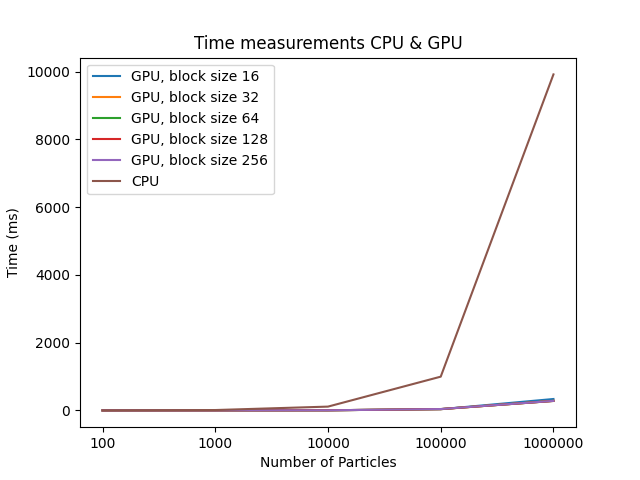 Time measurements CPU & GPU
GPU, block size 16
GPU, block size 32
GPU, block size 64
GPU, block size 128
GPU, block size 256
CPU
10000
8000
6000
4000
2000
0
Time (ms)
100 1000 10000 100000 1000000
Number of Particles